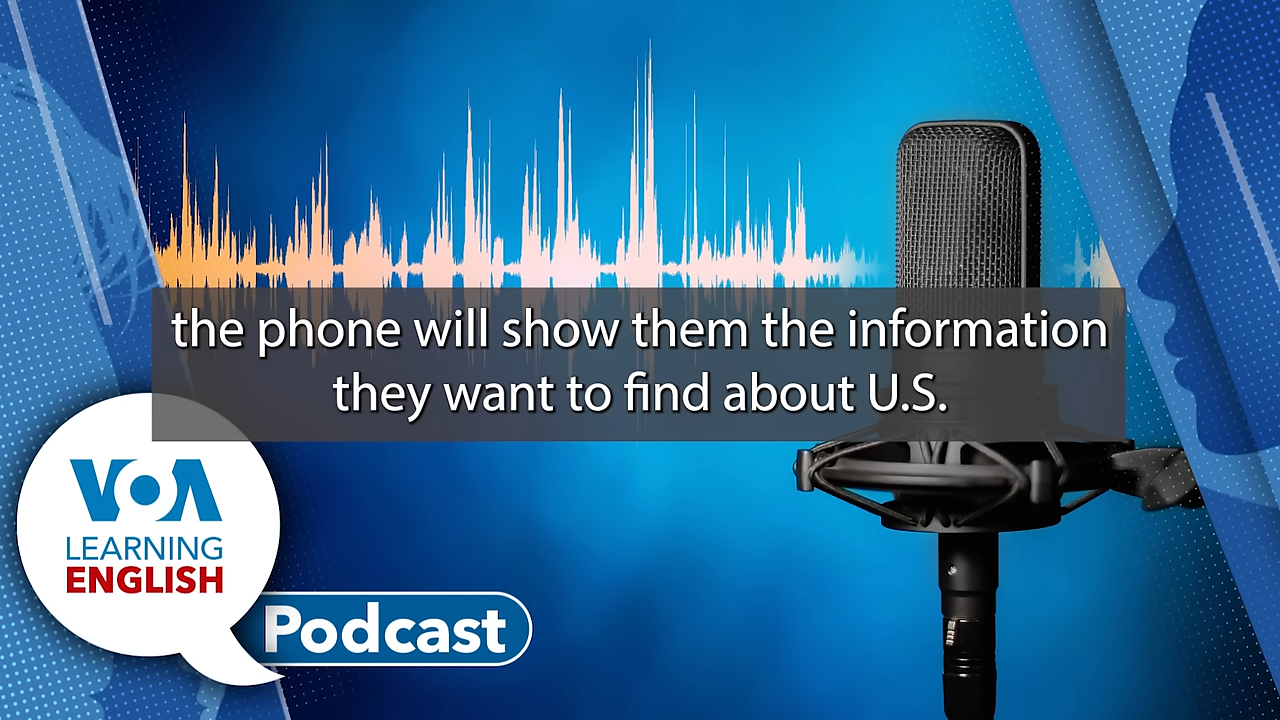 the phone will show them the information
they want to find about U.S.
VOA
LEARNING
ENGLISH
Podcast